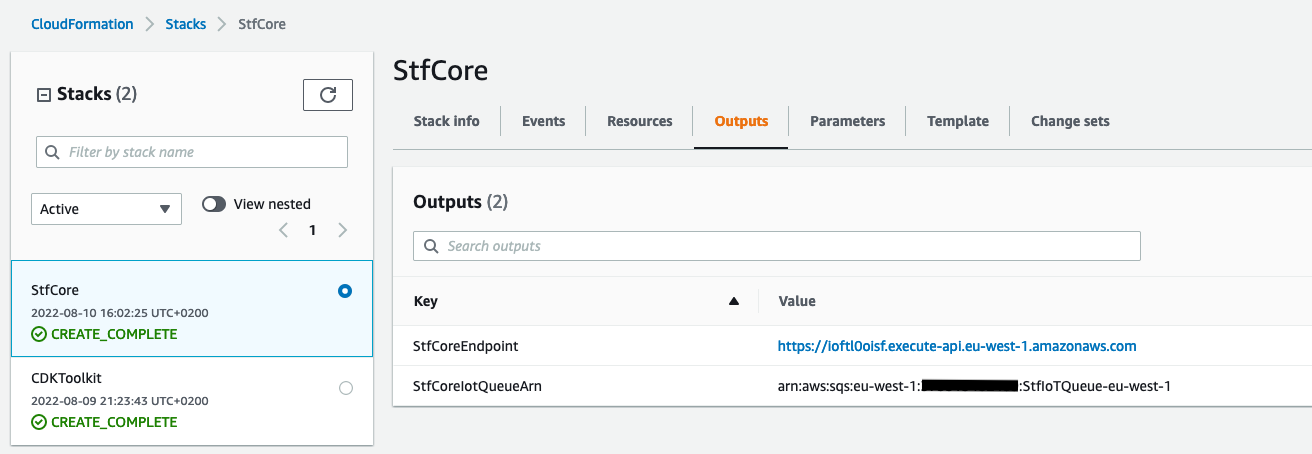 CloudFormation > Stacks > StfCore
Stacks (2)
Filter by stack name
Active
View nested
1
StfCore
2022-08-10 16:02:25 UTC+0200
CREATE_COMPLETE
CDKToolkit
2022-08-09 21:23:43 UTC+0200
CREATE_COMPLETE
StfCore
Stack info Events Resources Outputs Parameters Template Change sets
Outputs (2)
Search outputs
Key Value
StfCoreEndpoint https://ioftl0oisf.execute-api.eu-west-1.amazonaws.com
StfCoreIotQueueArn arn:aws:sqs:eu-west-1: :StfIoTQueue-eu-west-1